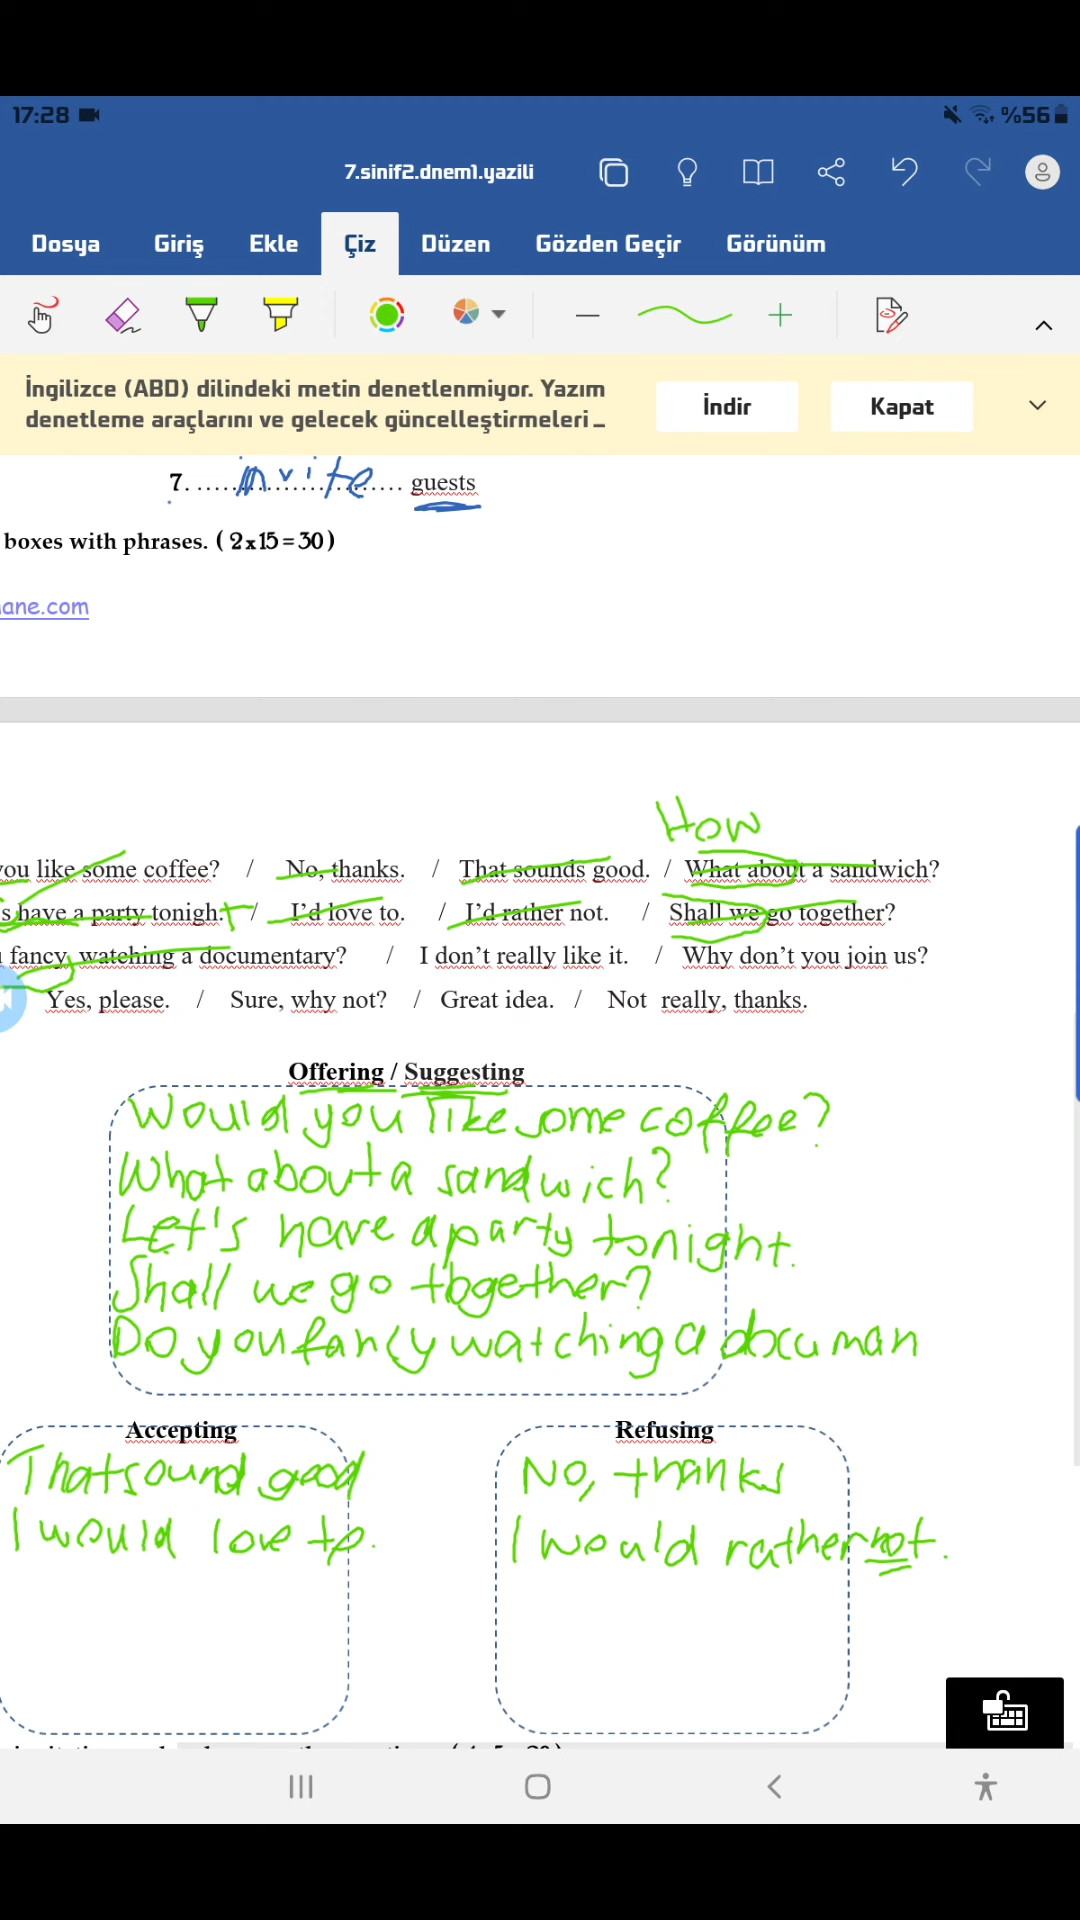 17:28 %56
7.sinif2.dnem1.yazili
Dosya Giriş Ekle Çiz Düzen Gözden Geçir Görünüm
İngilizce (ABD) dilindeki metin denetlenmiyor. Yazım
denetleme araçlarını ve gelecek güncelleştirmeleri
İndir Kapat
7. invite guests
boxes with phrases. ( 2x15=30 )
ane.com
How
you like some coffee? / No, thanks. / That sounds good. / What about a sandwich?
s have a party tonigh.t / I'd love to. / I'd rather not. / Shall we go together?
fancy watching a documentary? / I don't really like it. / Why don't you join us?
Yes, please. / Sure, why not? / Great idea. / Not really, thanks.
Offering / Suggesting
Would you like some coffee?
What about a sandwich?
Let's have a party tonight.
Shall we go together?
Do you fancy watching a documan
Accepting Refusing
That sound good No, thanks
I would love to. I would rather not.